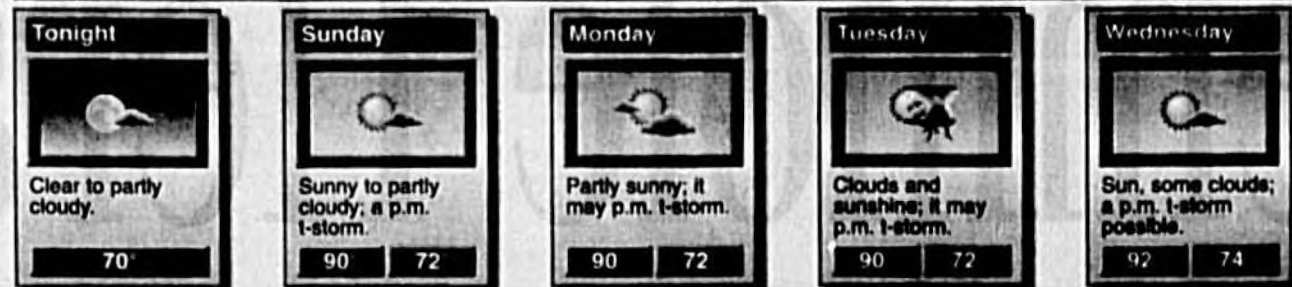 Tonight
Clear to partly
cloudy.
70°
Sunday
Sunny to partly
cloudy; a p.m.
t-storm.
90 72
Monday
Partly sunny; it
may p.m. t-storm.
90 72
Tuesday
Clouds and
sunshine; it may
p.m. t-storm.
90 72
Wednesday
Sun, some clouds;
a p.m. t-storm
possible.
92 74